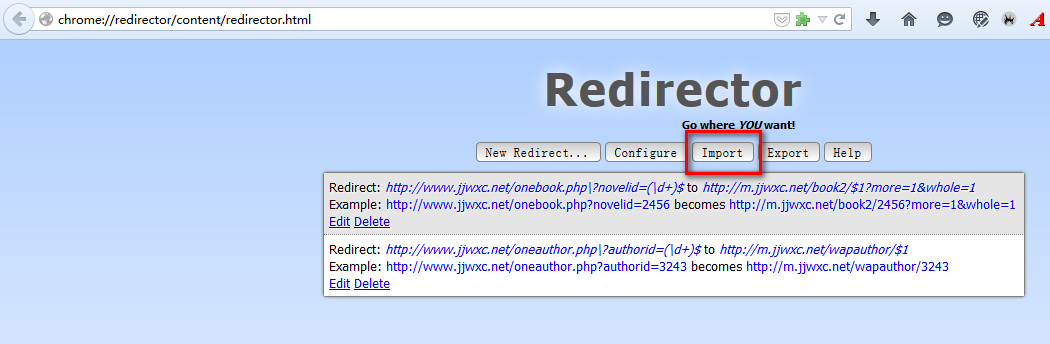 chrome://redirector/content/redirector.html
Redirector
Go where YOU want!
New Redirect... Configure Import Export Help
Redirect: http://www.jjwxc.net/onebook.php\?novelid=(\d+)$ to http://m.jjwxc.net/book2/$1?more=1&whole=1
Example: http://www.jjwxc.net/onebook.php?novelid=2456 becomes http://m.jjwxc.net/book2/2456?more=1&whole=1
Edit Delete
Redirect: http://www.jjwxc.net/oneauthor.php\?authorid=(\d+)$ to http://m.jjwxc.net/wapauthor/$1
Example: http://www.jjwxc.net/oneauthor.php?authorid=3243 becomes http://m.jjwxc.net/wapauthor/3243
Edit Delete